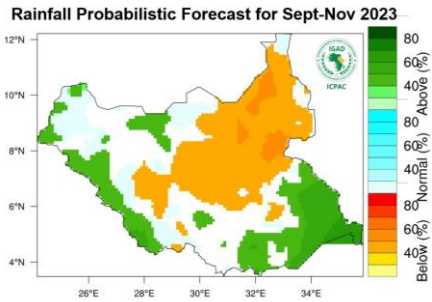 Rainfall Probabilistic Forecast for Sept-Nov 2023
IGAD
ICPAC
12°N
10°N
8°N
6°N
4°N
26°E 28°E 30°E 32°E 34°E
80
60
40
Above (%)
80
60
40
Normal (%)
80
60
40
Below (%)